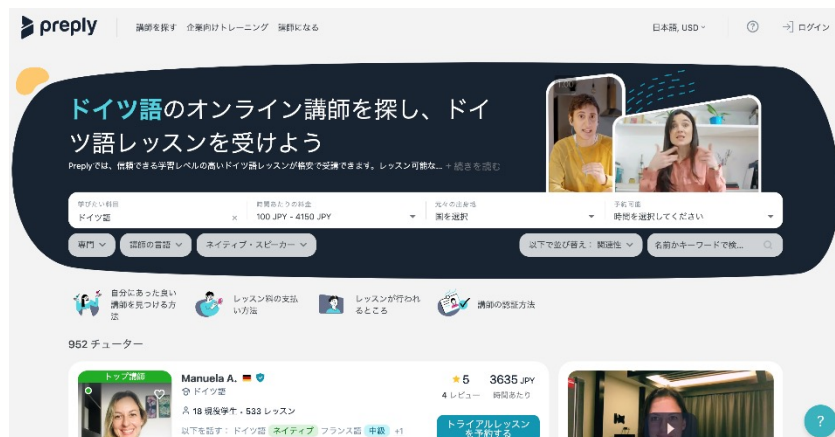 preply
講師を探す 企業向けトレーニング 講師になる
日本語, USD
ログイン
ドイツ語のオンライン講師を探し、ドイ
ツ語レッスンを受けよう
Preplyでは、信頼できる学習レベルの高いドイツ語レッスンが格安で受講できます。レッスン可能な... + 続きを読む
学びたい科目
ドイツ語 ×
時間あたりの料金
100 JPY - 4150 JPY
元々の出身地
国を選択
予約可能
時間を選択してください
専門
講師の言語
ネイティブ・スピーカー
以下で並び替え: 関連性
名前かキーワードで検...
自分にあった良い
講師を見つける方
法
レッスン料の支払
い方法
レッスンが行われ
るところ
講師の認証方法
952 チューター
トップ講師
Manuela A.
ドイツ語
18 現役学生・533 レッスン
以下を話す: ドイツ語 ネイティブ フランス語 中級 +1
5
4 レビュー
3635 JPY
時間あたり
トライアルレッスン
を予約する
?